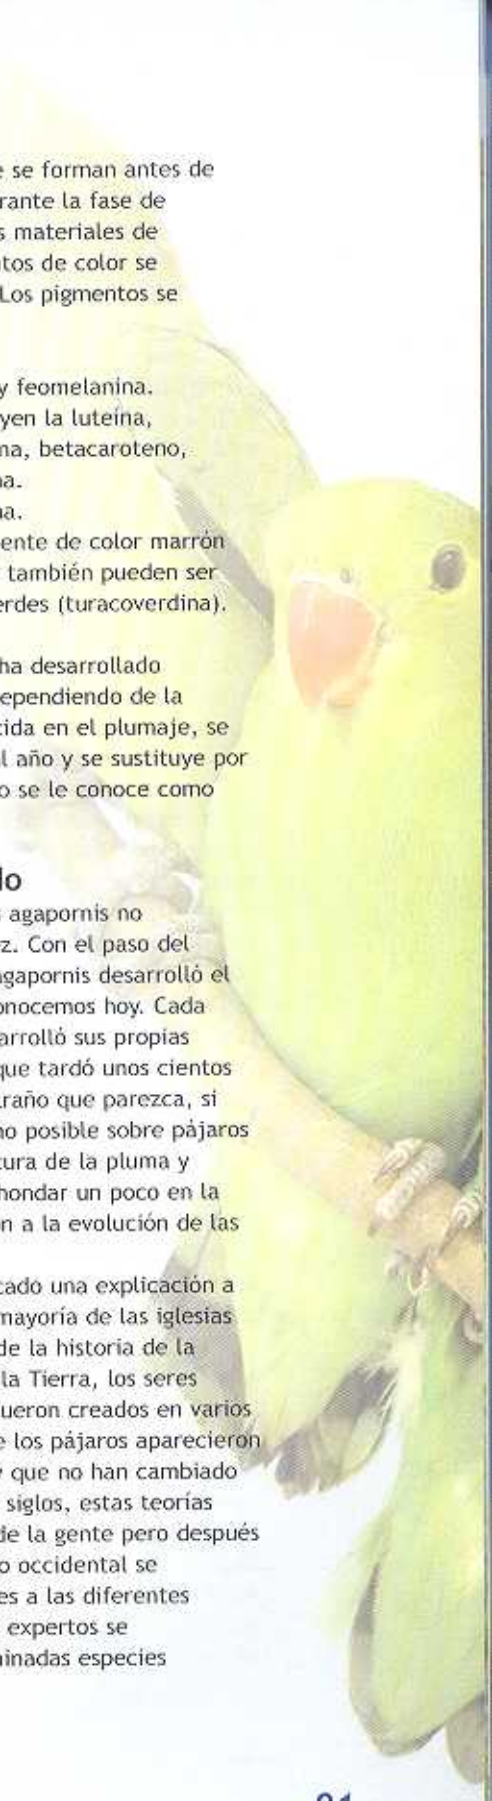 se forman antes de
rante la fase de
s materiales de
tos de color se
Los pigmentos se
y feomelanina.
yen la luteína,
na, betacaroteno,
na.
na.
ente de color marrón
también pueden ser
erdes (turacoverdina).
ha desarrollado
ependiendo de la
cida en el plumaje, se
l año y se sustituye por
o se le conoce como
lo
agapornis no
z. Con el paso del
agapornis desarrolló el
onocemos hoy. Cada
arrolló sus propias
que tardó unos cientos
traño que parezca, si
no posible sobre pájaros
tura de la pluma y
hondar un poco en la
n a la evolución de las
cado una explicación a
mayoría de las iglesias
de la historia de la
la Tierra, los seres
ueron creados en varios
e los pájaros aparecieron
y que no han cambiado
siglos, estas teorías
de la gente pero después
o occidental se
es a las diferentes
expertos se
ninadas especies